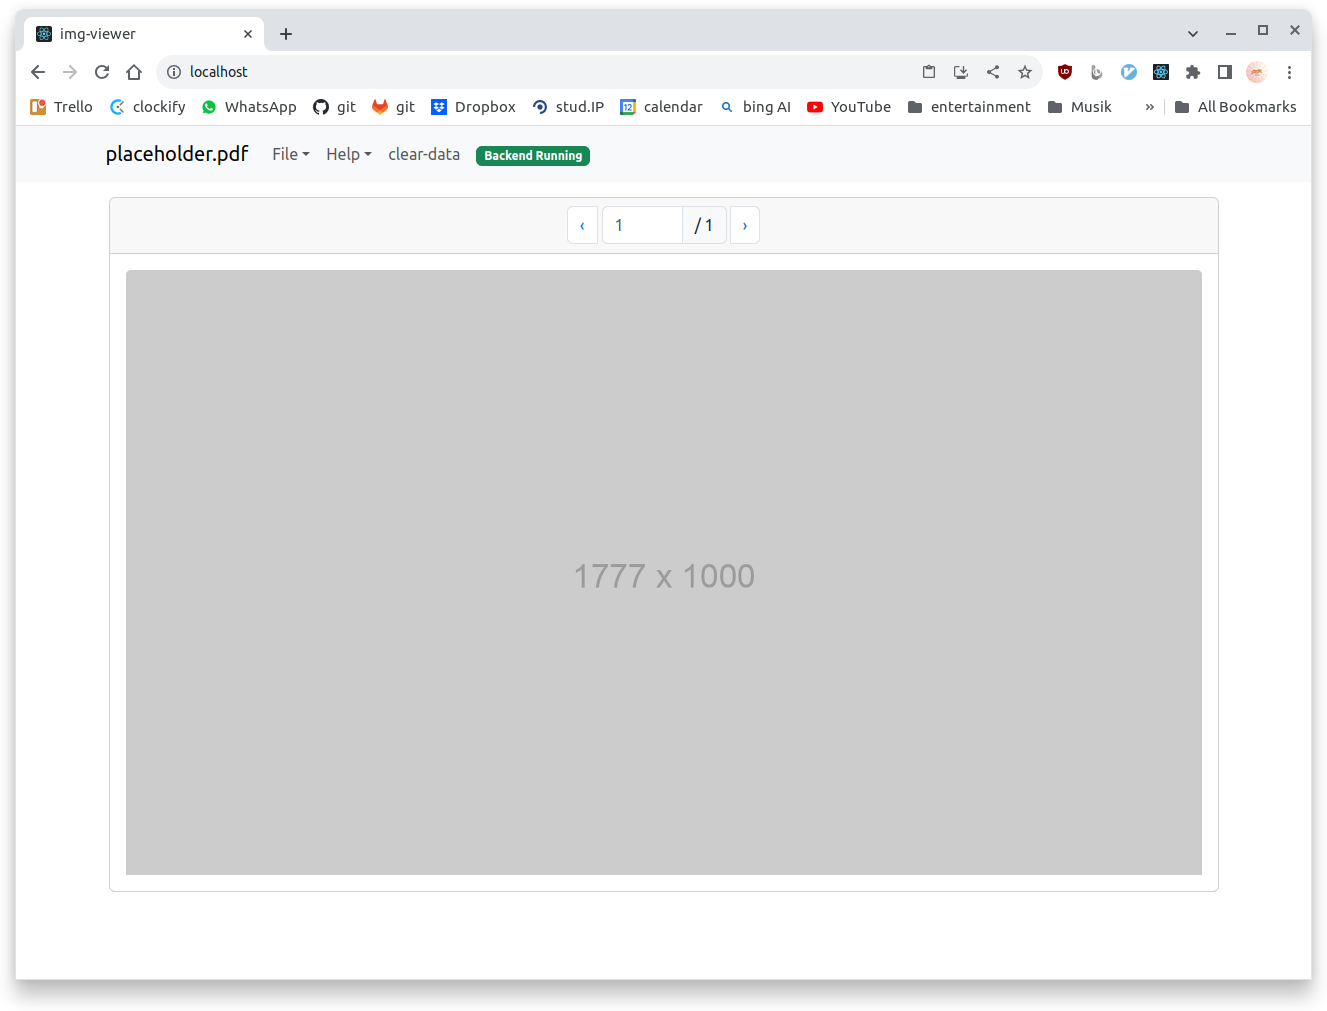 img-viewer
localhost
Trello clockify WhatsApp git git Dropbox stud.IP 12 calendar bing AI YouTube entertainment Musik » All Bookmarks
placeholder.pdf File Help clear-data Backend Running
‹ 1 / 1 ›
1777 x 1000